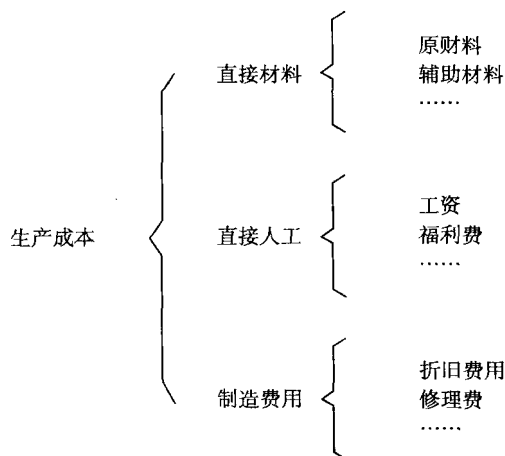 原财料
直接材料
辅助材料
……
工资
生产成本
直接人工
福利费
……
折旧费用
制造费用
修理费
……